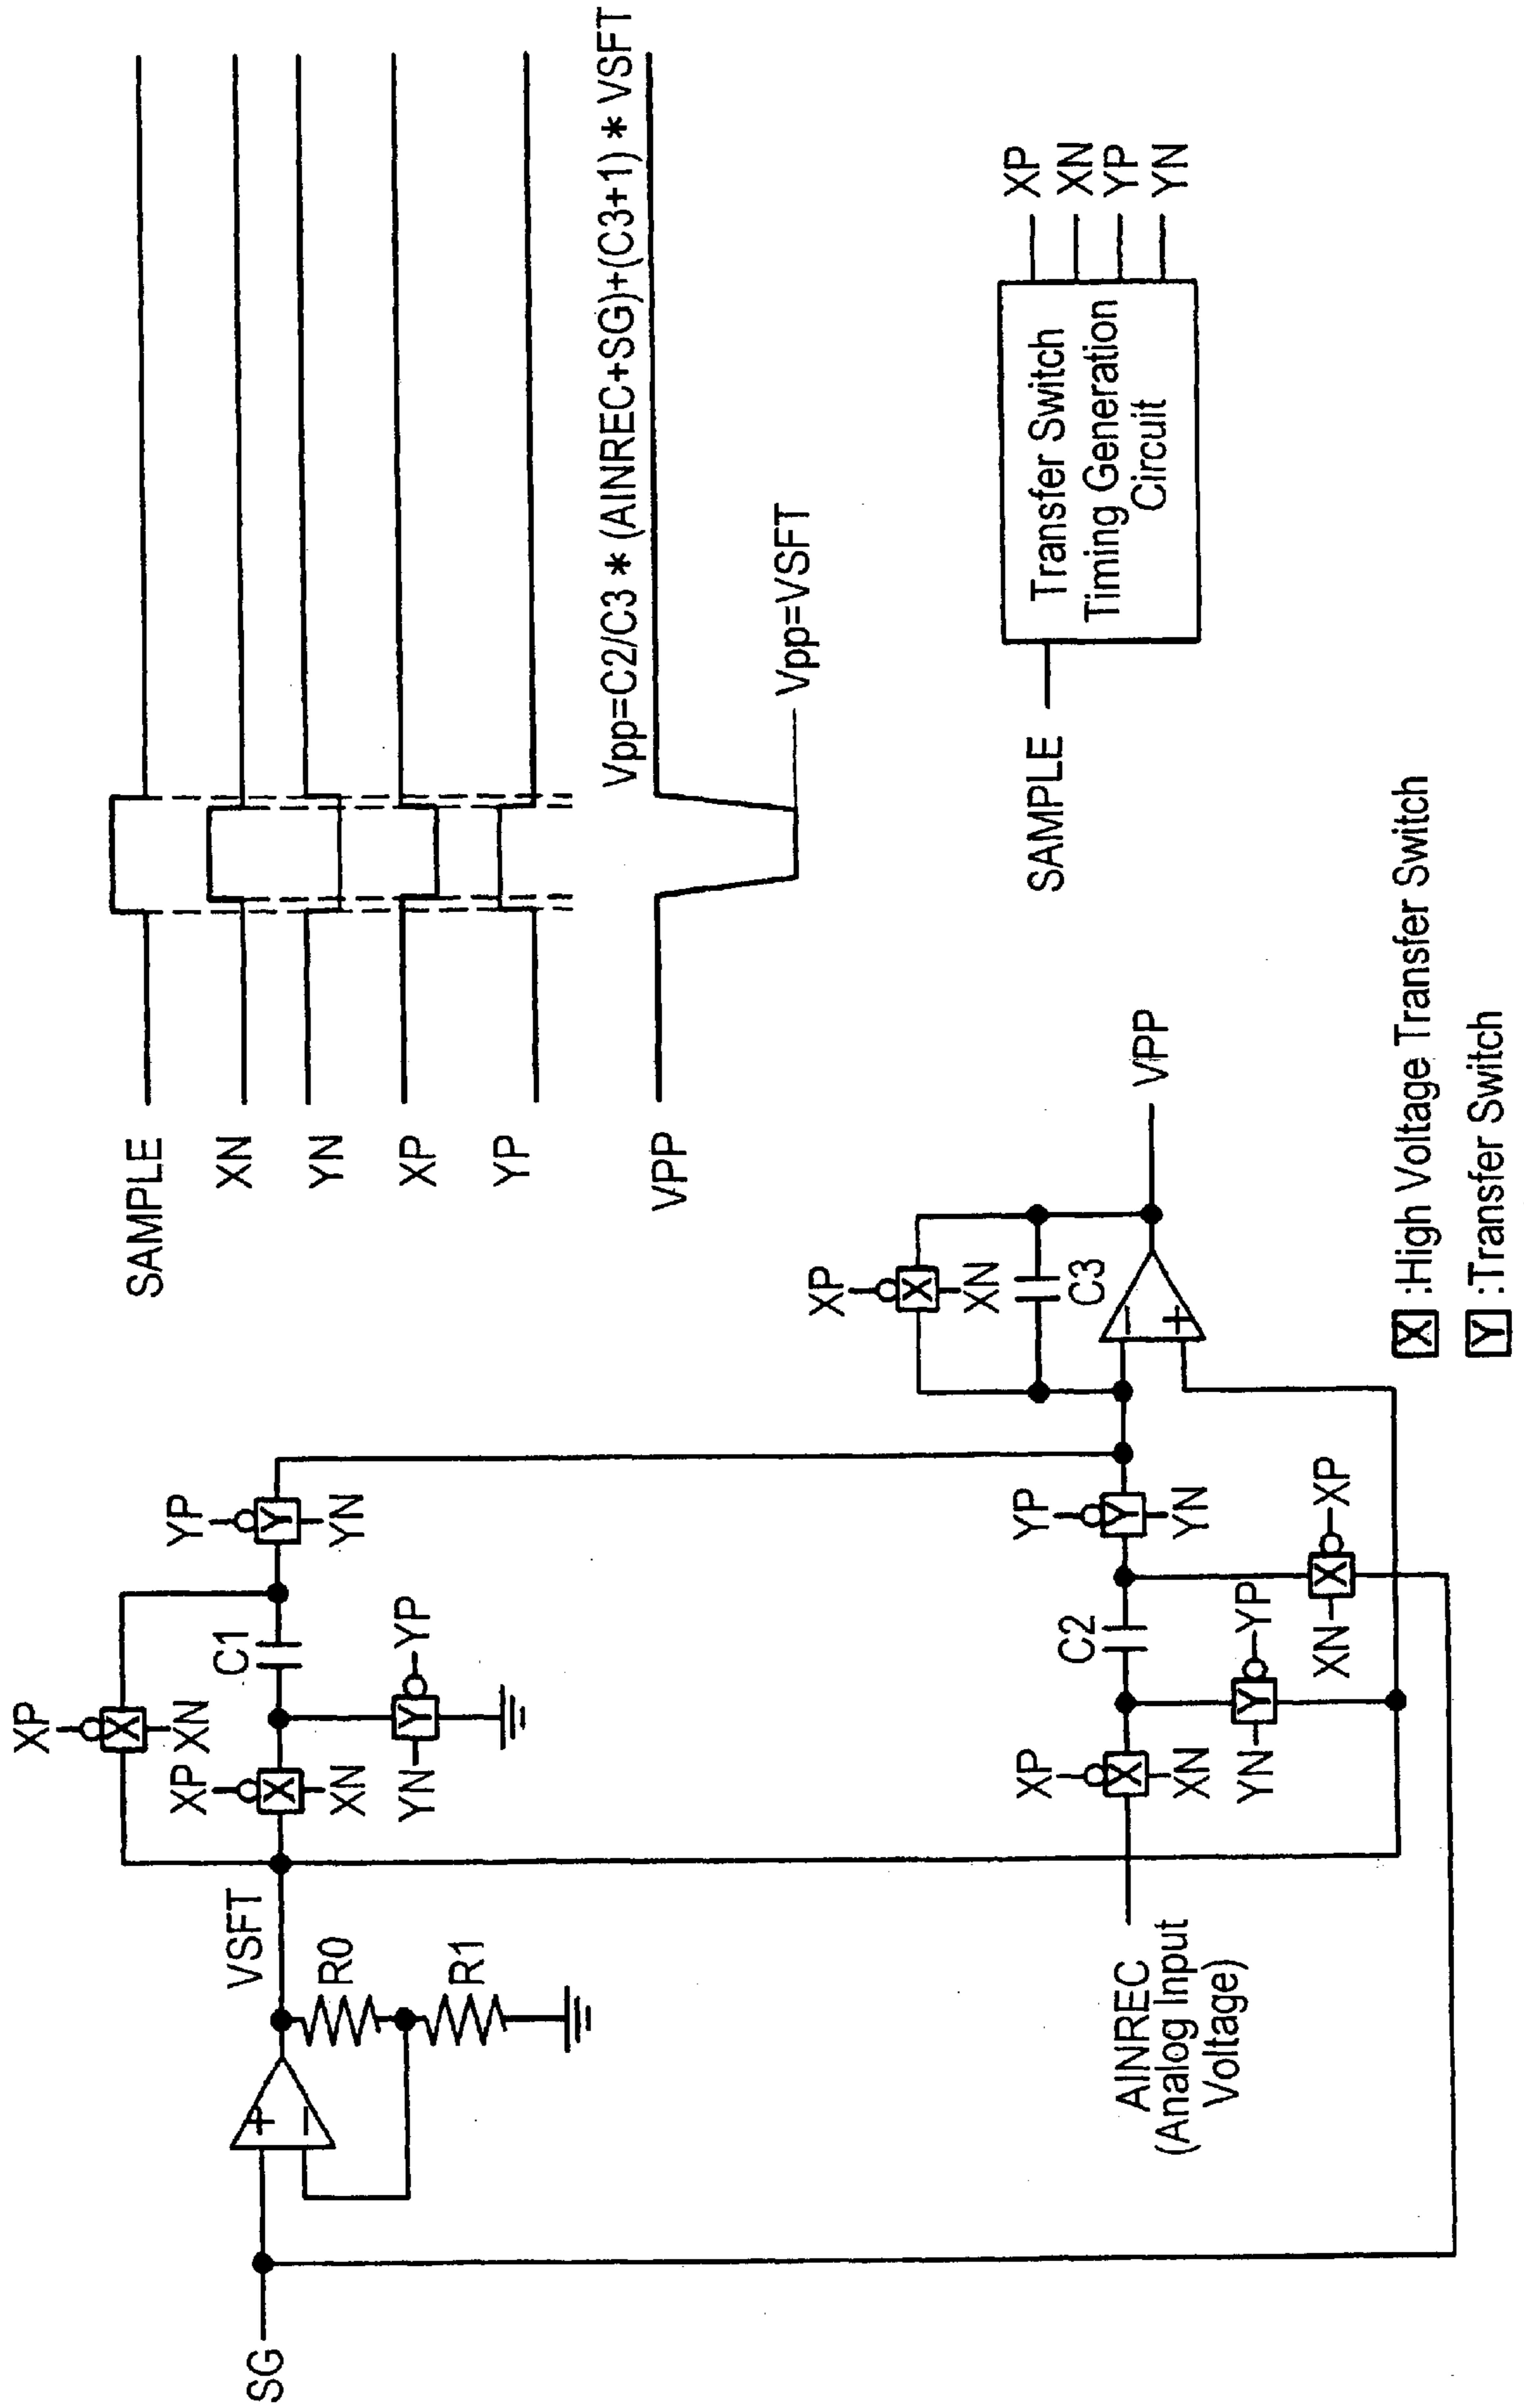 SAMPLE
XN
YN
XP
YP
VPP
Vpp=C2/C3 * (AINREC+SG)+(C3+1) * VSFT
Vpp=VSFT
SAMPLE
Transfer Switch
Timing Generation
Circuit
XP
XN
YP
YN
SG
+
−
VSFT
R0
R1
XP
X
XN
XP
X
XN
C1
YN
Y
YP
YP
Y
YN
AINREC
(Analog Input
Voltage)
XP
X
XN
C2
YN
Y
YP
XN
X
XP
YP
Y
YN
XP
X
XN
C3
−
+
VPP
X :High Voltage Transfer Switch
Y :Transfer Switch